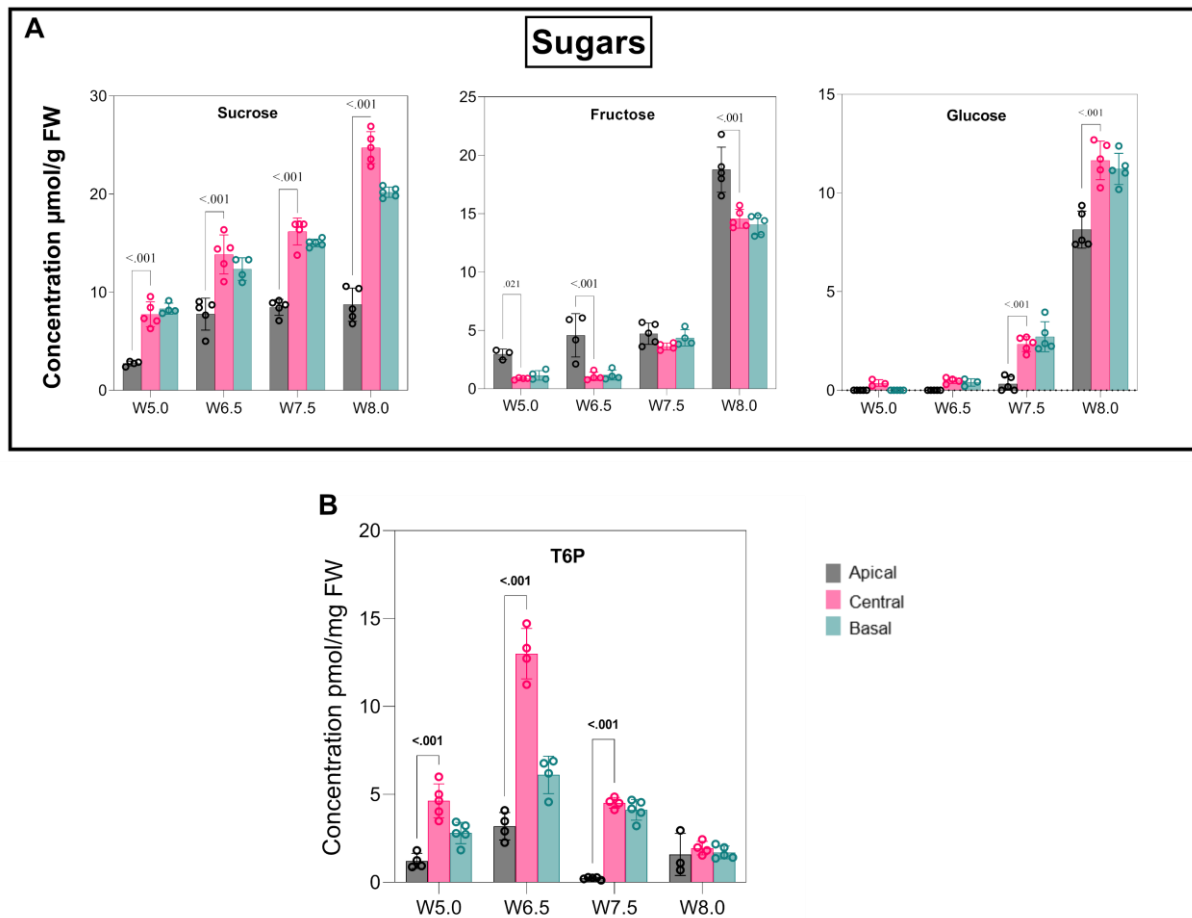 A
Sugars
Concentration μmol/g FW
Sucrose
30
20
10
0
<.001
<.001
<.001
<.001
W5.0 W6.5 W7.5 W8.0
Fructose
25
20
15
10
5
0
.021
<.001
<.001
W5.0 W6.5 W7.5 W8.0
Glucose
15
10
5
0
<.001
<.001
W5.0 W6.5 W7.5 W8.0
B
T6P
Concentration pmol/mg FW
20
15
10
5
0
<.001
<.001
<.001
W5.0 W6.5 W7.5 W8.0
Apical
Central
Basal